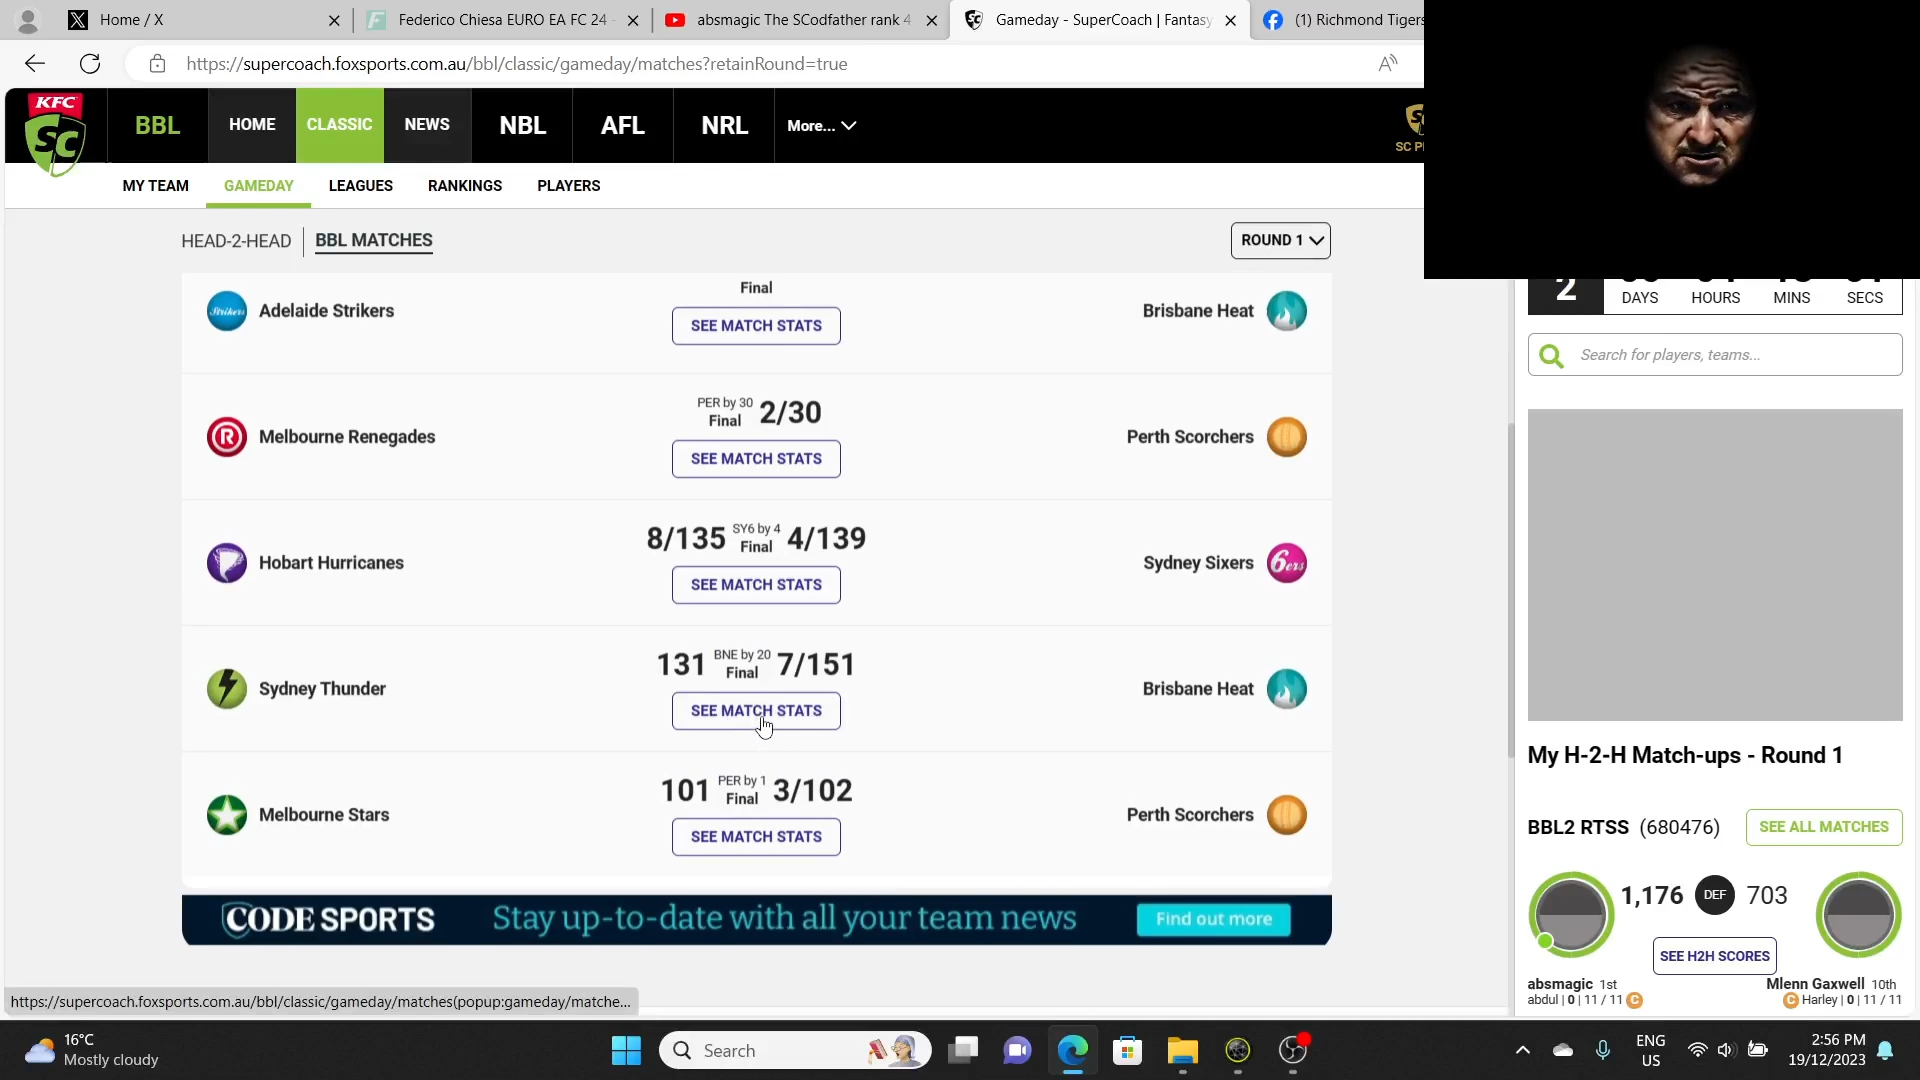 Home / X
Federico Chiesa EURO EA FC 24 -
absmagic The SCodfather rank 4
Gameday - SuperCoach | Fantasy
(1) Richmond Tigers
https://supercoach.foxsports.com.au/bbl/classic/gameday/matches?retainRound=true
KFC
SC
BBL
HOME
CLASSIC
NEWS
NBL
AFL
NRL
More...
SC
MY TEAM
GAMEDAY
LEAGUES
RANKINGS
PLAYERS
HEAD-2-HEAD
BBL MATCHES
ROUND 1
Final
Strikers
Adelaide Strikers
Brisbane Heat
SEE MATCH STATS
PER by 30
Final
2/30
R
Melbourne Renegades
Perth Scorchers
SEE MATCH STATS
8/135
SY6 by 4
Final
4/139
Hobart Hurricanes
Sydney Sixers
6ers
SEE MATCH STATS
131
BNE by 20
Final
7/151
Sydney Thunder
Brisbane Heat
SEE MATCH STATS
101
PER by 1
Final
3/102
Melbourne Stars
Perth Scorchers
SEE MATCH STATS
CODE SPORTS
Stay up-to-date with all your team news
Find out more
2
DAYS
HOURS
MINS
SECS
Search for players, teams...
My H-2-H Match-ups - Round 1
BBL2 RTSS (680476)
SEE ALL MATCHES
1,176
DEF
703
SEE H2H SCORES
absmagic 1st
Mlenn Gaxwell 10th
abdul | 0 | 11 / 11 C
C Harley | 0 | 11 / 11
https://supercoach.foxsports.com.au/bbl/classic/gameday/matches(popup:gameday/matche...
16°C
Mostly cloudy
Search
ENG
US
2:56 PM
19/12/2023